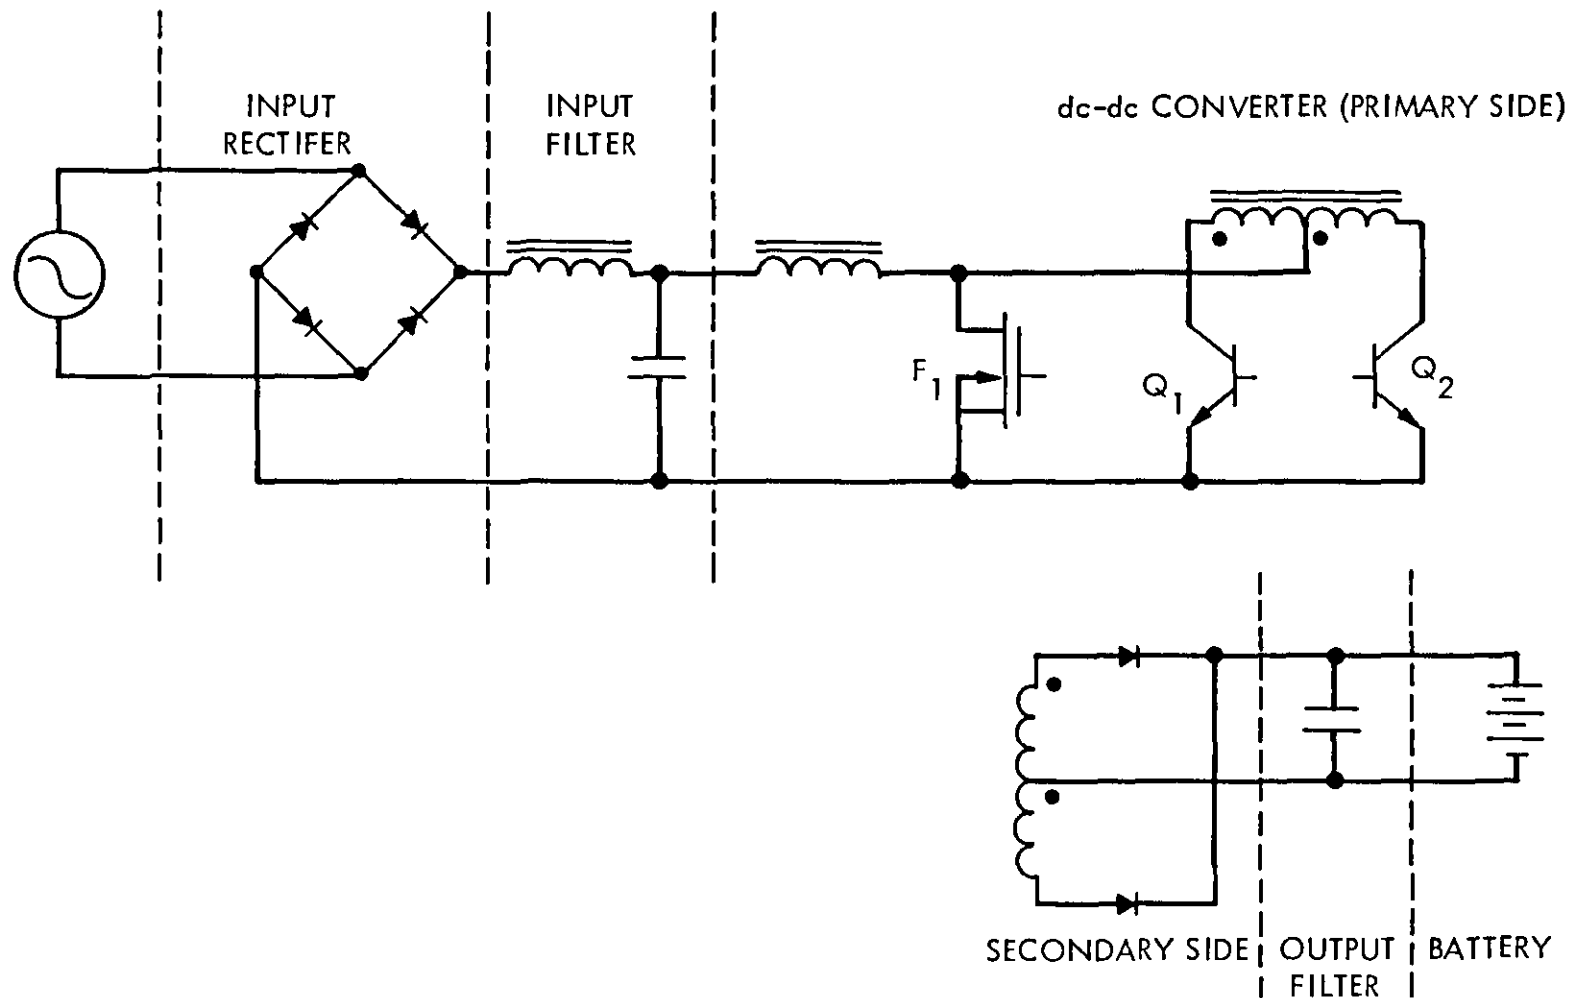 INPUT
RECTIFER
INPUT
FILTER
dc-dc CONVERTER (PRIMARY SIDE)
F1
Q1
Q2
SECONDARY SIDE
OUTPUT
FILTER
BATTERY